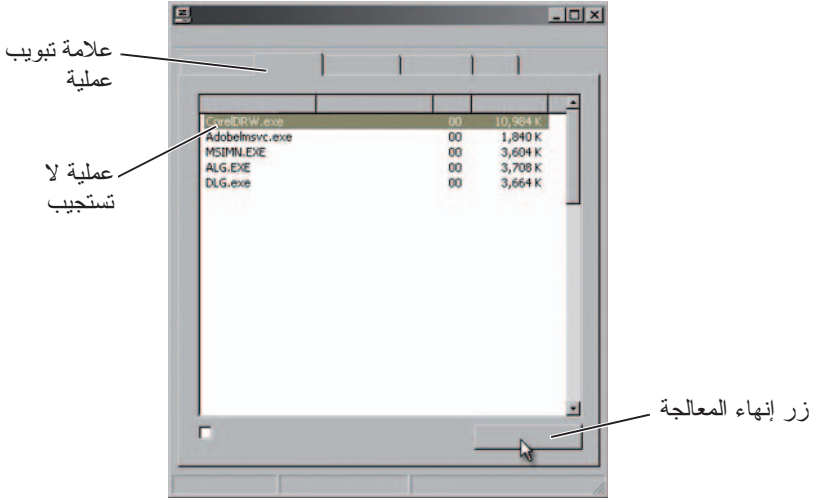 علامة تبويب
عملية
CorelDRW.exe 00 10,984 K
Adobelmsvc.exe 00 1,840 K
MSIMN.EXE 00 3,604 K
ALG.EXE 00 3,708 K
DLG.exe 00 3,664 K
عملية لا
تستجيب
زر إنهاء المعالجة